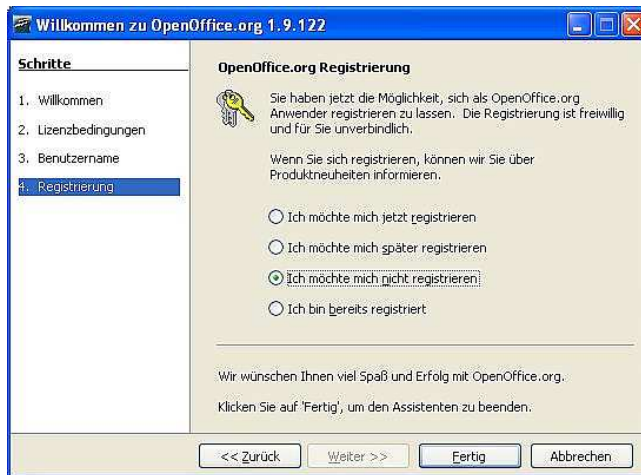 Willkommen zu OpenOffice.org 1.9.122
Schritte
1. Willkommen
2. Lizenzbedingungen
3. Benutzername
4. Registrierung
OpenOffice.org Registrierung
Sie haben jetzt die Möglichkeit, sich als OpenOffice.org
Anwender registrieren zu lassen. Die Registrierung ist freiwillig
und für Sie unverbindlich.
Wenn Sie sich registrieren, können wir Sie über
Produktneuheiten informieren.
Ich möchte mich jetzt registrieren
Ich möchte mich später registrieren
Ich möchte mich nicht registrieren
Ich bin bereits registriert
Wir wünschen Ihnen viel Spaß und Erfolg mit OpenOffice.org.
Klicken Sie auf 'Fertig', um den Assistenten zu beenden.
<< Zurück Weiter >> Fertig Abbrechen